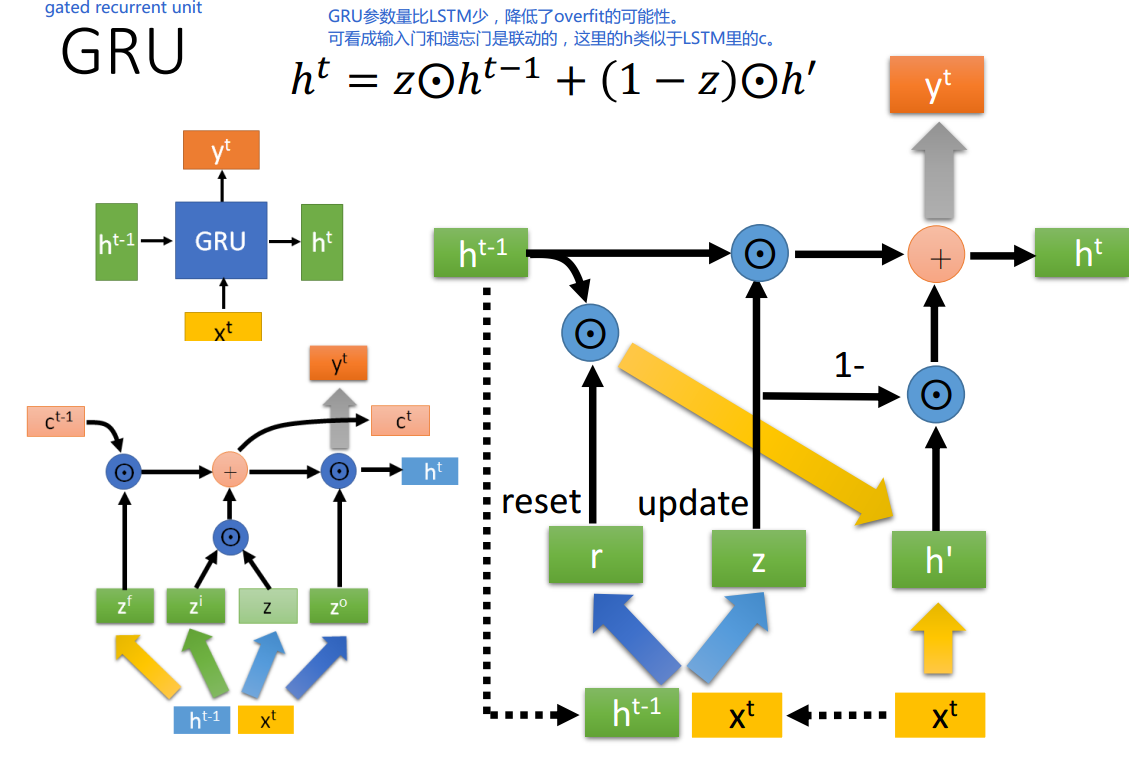 gated recurrent unit
GRU
GRU参数量比LSTM少，降低了overfit的可能性。
可看成输入门和遗忘门是联动的，这里的h类似于LSTM里的c。
hᵗ = z⊙hᵗ⁻¹ + (1 − z)⊙h′
yᵗ
hᵗ⁻¹
GRU
hᵗ
xᵗ
yᵗ
cᵗ⁻¹
cᵗ
⊙
+
⊙
hᵗ
⊙
zᶠ
zⁱ
z
zᵒ
hᵗ⁻¹
xᵗ
yᵗ
hᵗ⁻¹
⊙
+
hᵗ
⊙
1-
⊙
reset
update
r
z
h'
hᵗ⁻¹
xᵗ
xᵗ